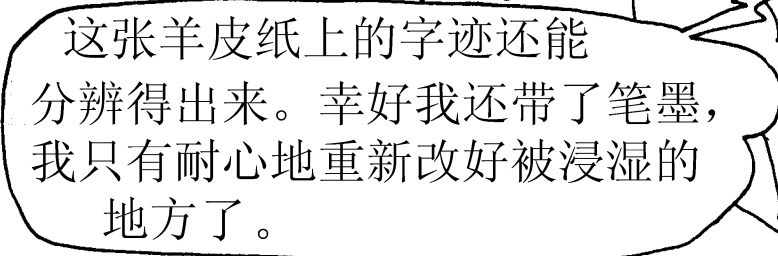 这张羊皮纸上的字迹还能
分辨得出来。幸好我还带了笔墨，
我只有耐心地重新改好被浸湿的
地方了。